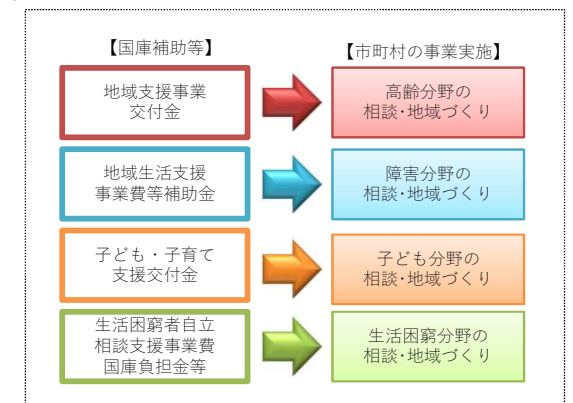 【国庫補助等】
【市町村の事業実施】
地域支援事業
交付金
高齢分野の
相談･地域づくり
地域生活支援
事業費等補助金
障害分野の
相談･地域づくり
子ども・子育て
支援交付金
子ども分野の
相談･地域づくり
生活困窮者自立
相談支援事業費
国庫負担金等
生活困窮分野の
相談･地域づくり